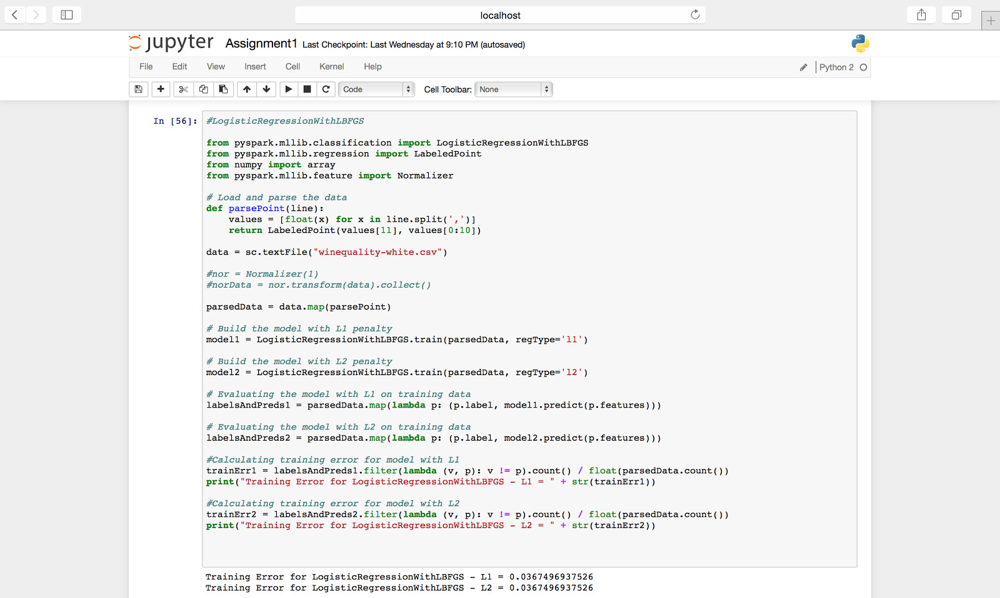 localhost
jupyter Assignment1 Last Checkpoint: Last Wednesday at 9:10 PM (autosaved)
File Edit View Insert Cell Kernel Help Python 2
Code Cell Toolbar: None
In [56]: #LogisticRegressionWithLBFGS
from pyspark.mllib.classification import LogisticRegressionWithLBFGS
from pyspark.mllib.regression import LabeledPoint
from numpy import array
from pyspark.mllib.feature import Normalizer
# Load and parse the data
def parsePoint(line):
    values = [float(x) for x in line.split(',')]
    return LabeledPoint(values[11], values[0:10])
data = sc.textFile("winequality-white.csv")
#nor = Normalizer(1)
#norData = nor.transform(data).collect()
parsedData = data.map(parsePoint)
# Build the model with L1 penalty
model1 = LogisticRegressionWithLBFGS.train(parsedData, regType='l1')
# Build the model with L2 penalty
model2 = LogisticRegressionWithLBFGS.train(parsedData, regType='l2')
# Evaluating the model with L1 on training data
labelsAndPreds1 = parsedData.map(lambda p: (p.label, model1.predict(p.features)))
# Evaluating the model with L2 on training data
labelsAndPreds2 = parsedData.map(lambda p: (p.label, model2.predict(p.features)))
#Calculating training error for model with L1
trainErr1 = labelsAndPreds1.filter(lambda (v, p): v != p).count() / float(parsedData.count())
print("Training Error for LogisticRegressionWithLBFGS - L1 = " + str(trainErr1))
#Calculating training error for model with L2
trainErr2 = labelsAndPreds2.filter(lambda (v, p): v != p).count() / float(parsedData.count())
print("Training Error for LogisticRegressionWithLBFGS - L2 = " + str(trainErr2))
Training Error for LogisticRegressionWithLBFGS - L1 = 0.0367496937526
Training Error for LogisticRegressionWithLBFGS - L2 = 0.0367496937526